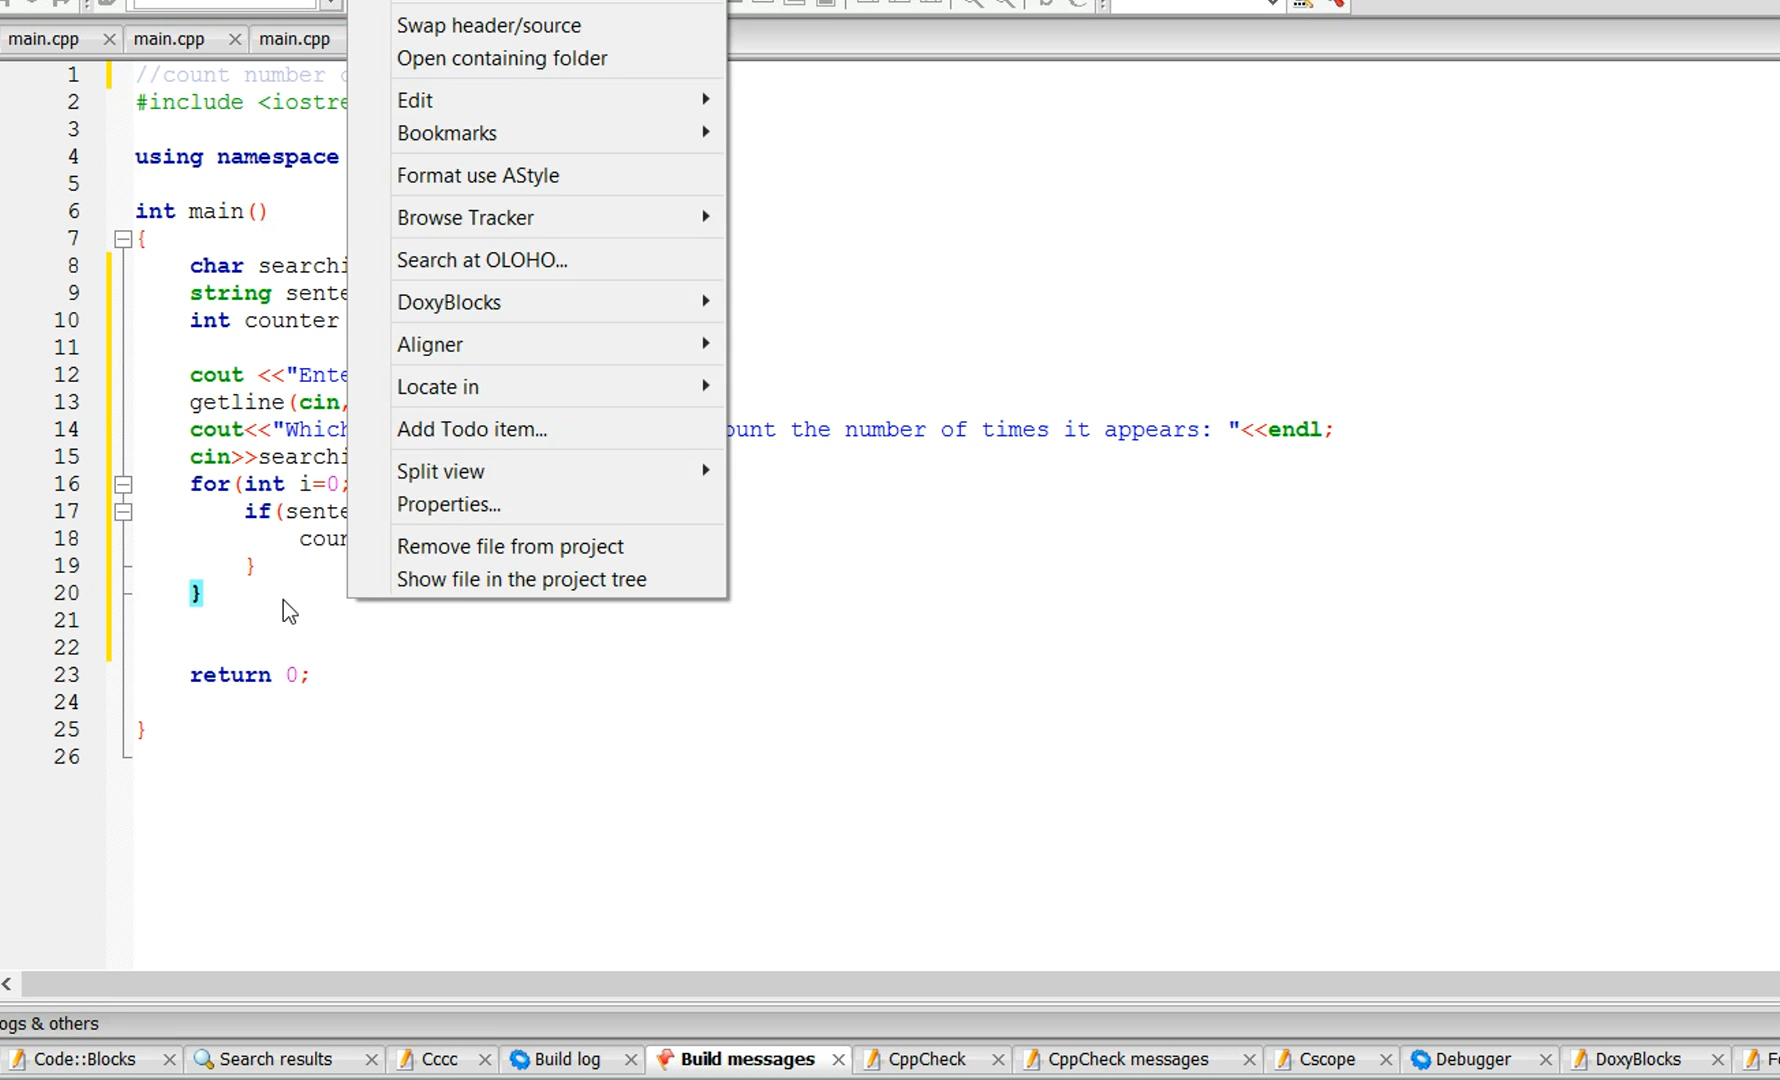 Swap header/source
main.cpp main.cpp main.cpp
Open containing folder
1 //count number
2 #include <iostre
Edit
3
Bookmarks
4 using namespace
5
Format use AStyle
6 int main()
Browse Tracker
7 {
8 char searchi
Search at OLOHO...
9 string sente
DoxyBlocks
10 int counter
11
Aligner
12 cout <<"Ente
Locate in
13 getline(cin,
14 cout<<"Which
Add Todo item...
ount the number of times it appears: "<<endl;
15 cin>>searchi
Split view
16 for(int i=0;
17 if(sente
Properties...
18 coun
Remove file from project
19 }
Show file in the project tree
20 }
21
22
23 return 0;
24
25 }
26
ogs & others
Code::Blocks Search results Cccc Build log Build messages CppCheck CppCheck messages Cscope Debugger DoxyBlocks